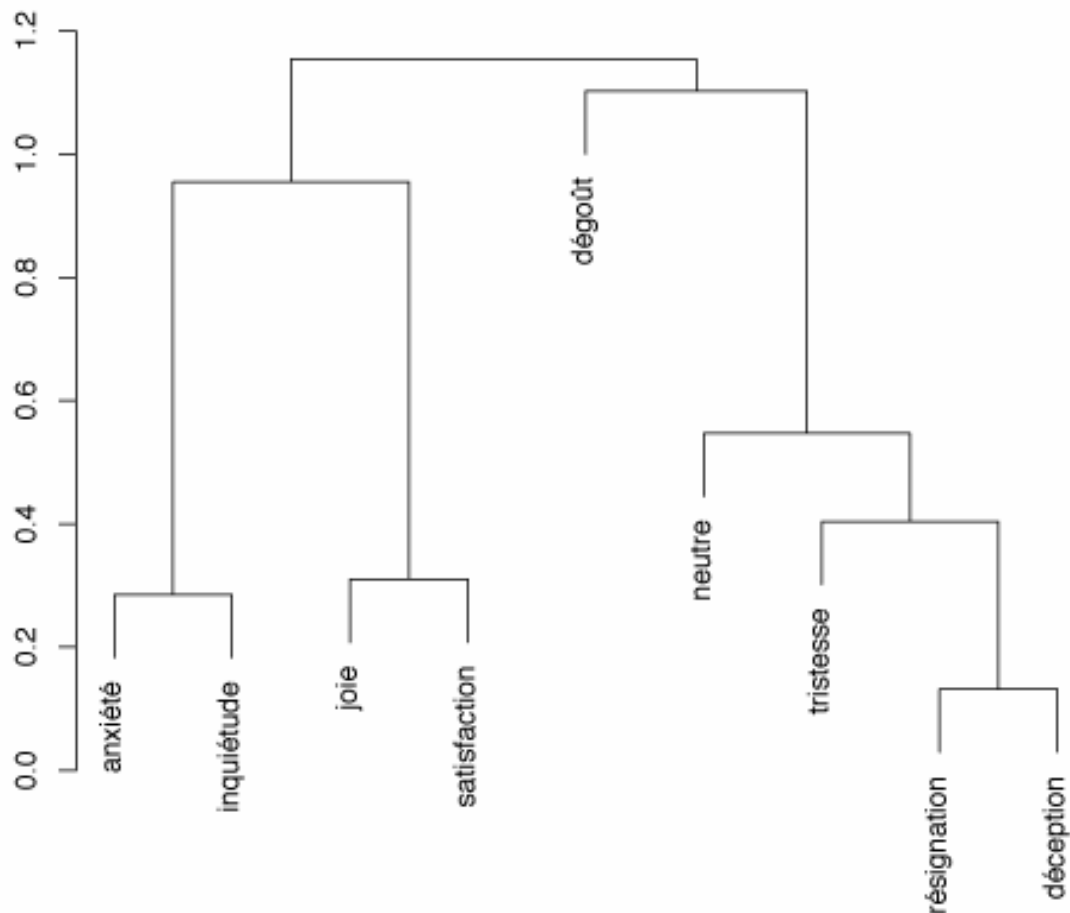 1.2
1.0
0.8
0.6
0.4
0.2
0.0
anxiété
inquiétude
joie
satisfaction
dégoût
neutre
tristesse
résignation
déception